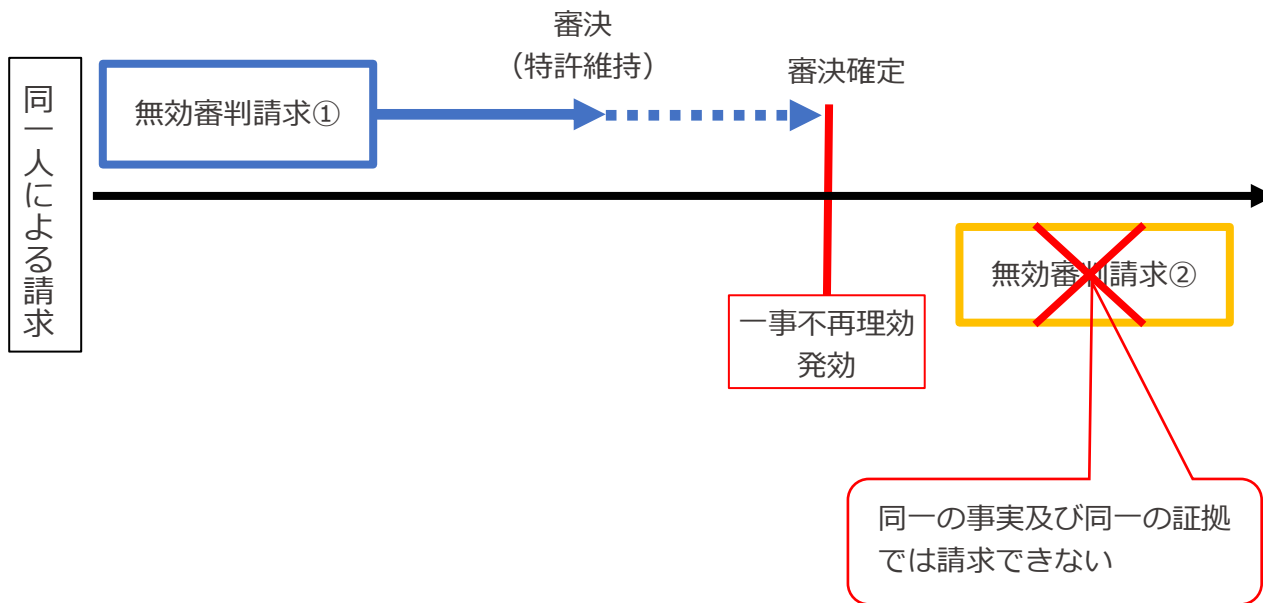 同一人による請求
無効審判請求①
審決
（特許維持）
審決確定
一事不再理効
発効
無効審判請求②
同一の事実及び同一の証拠
では請求できない